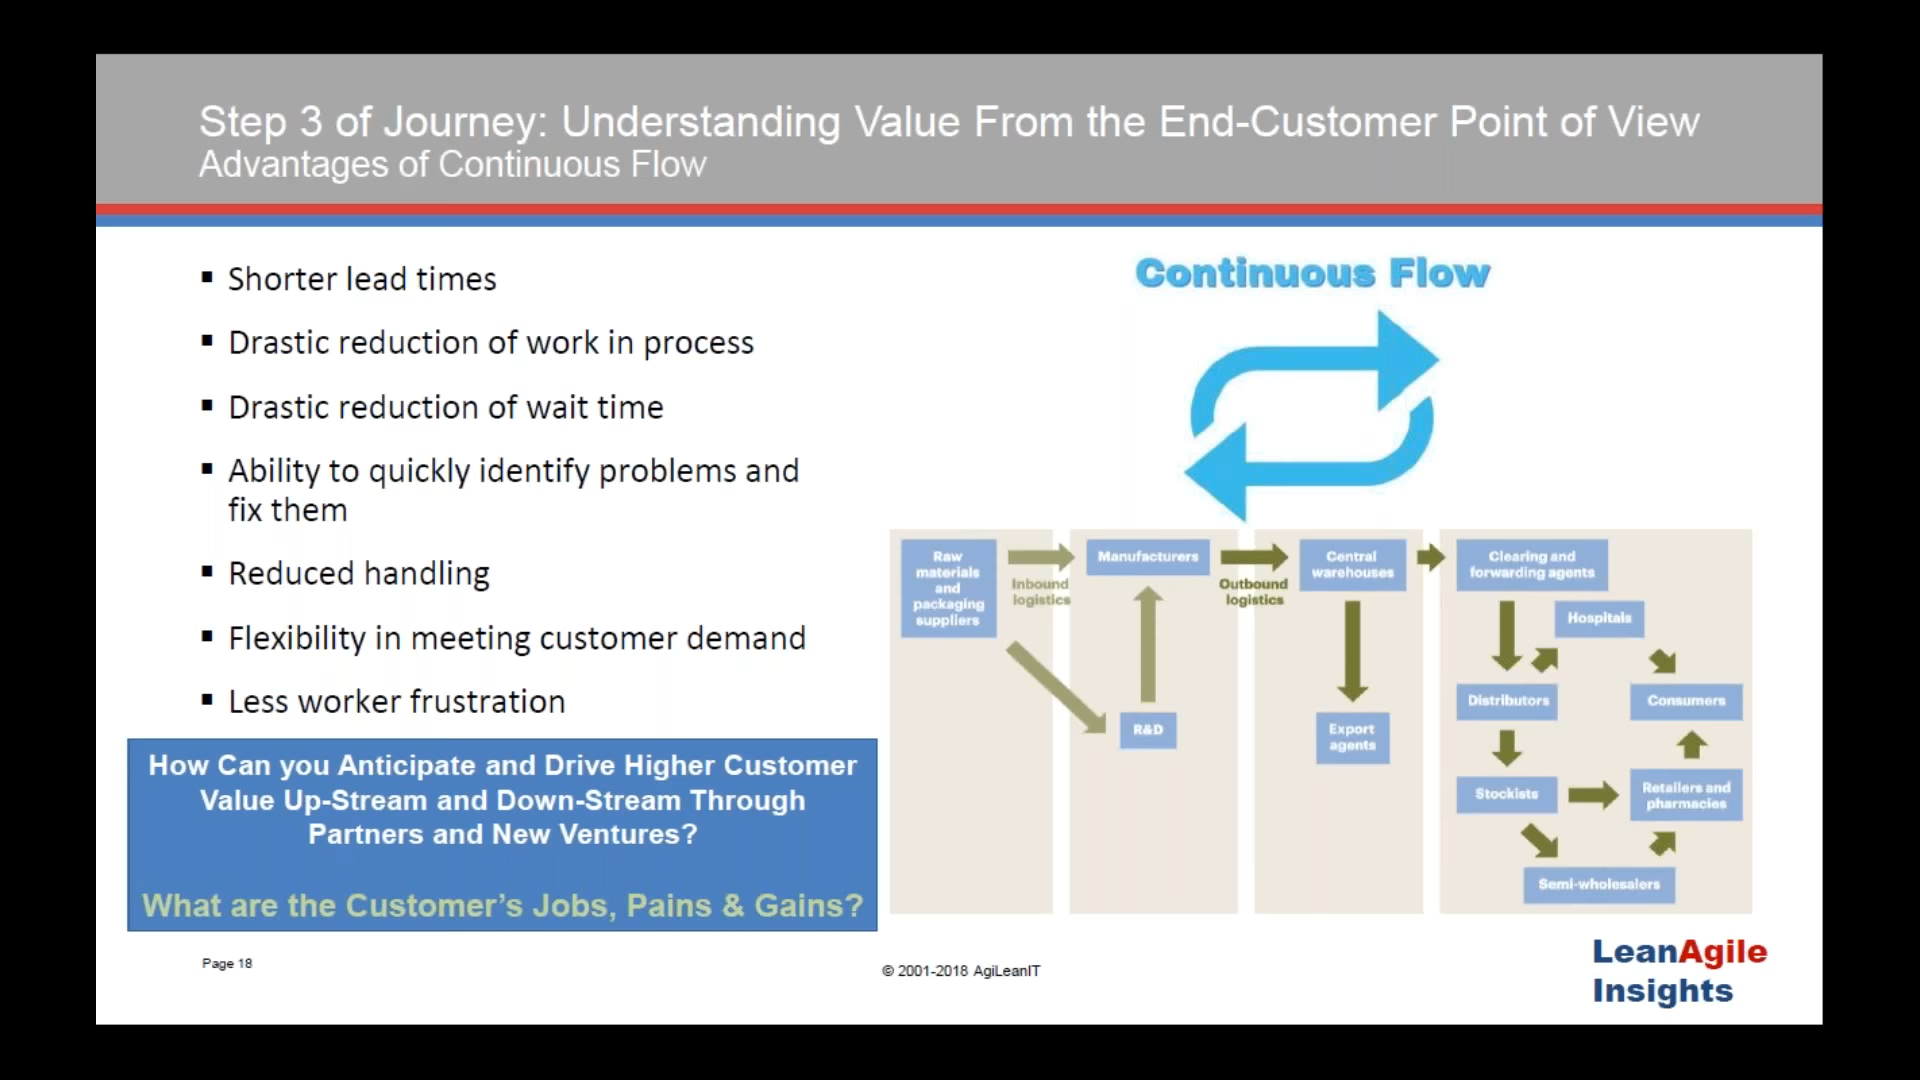 Step 3 of Journey: Understanding Value From the End-Customer Point of View
Advantages of Continuous Flow
▪ Shorter lead times
▪ Drastic reduction of work in process
▪ Drastic reduction of wait time
▪ Ability to quickly identify problems and
fix them
▪ Reduced handling
▪ Flexibility in meeting customer demand
▪ Less worker frustration
How Can you Anticipate and Drive Higher Customer
Value Up-Stream and Down-Stream Through
Partners and New Ventures?
What are the Customer's Jobs, Pains & Gains?
Continuous Flow
Raw
materials
and
packaging
suppliers
Inbound
logistics
Manufacturers
R&D
Outbound
logistics
Central
warehouses
Export
agents
Clearing and
forwarding agents
Hospitals
Distributors
Consumers
Stockists
Retailers and
pharmacies
Semi-wholesalers
Page 18
© 2001-2018 AgiLeanIT
LeanAgile
Insights